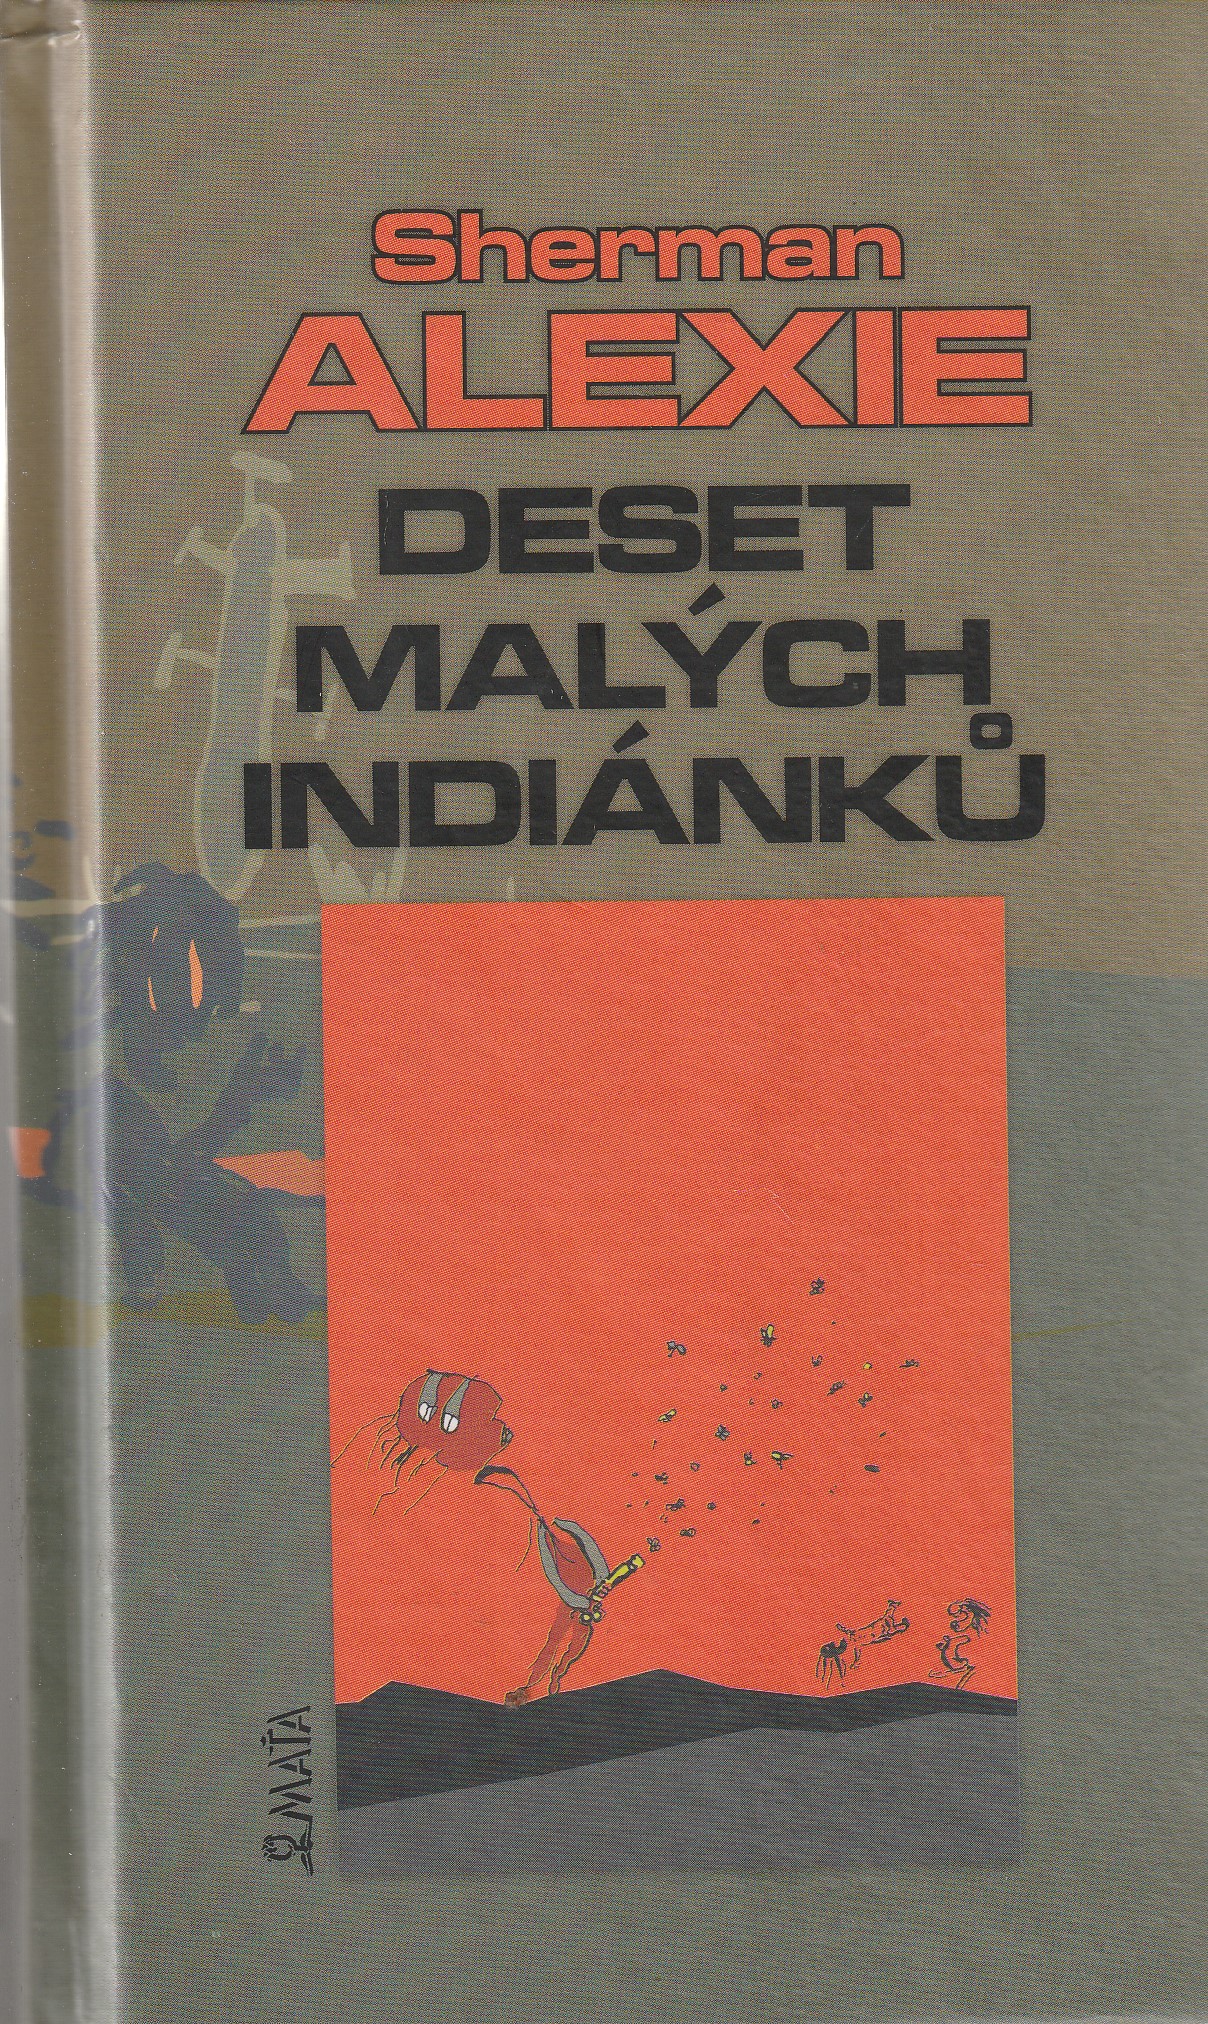 Sherman
ALEXIE
DESET
MALÝCH
INDIÁNKŮ
MAŤA